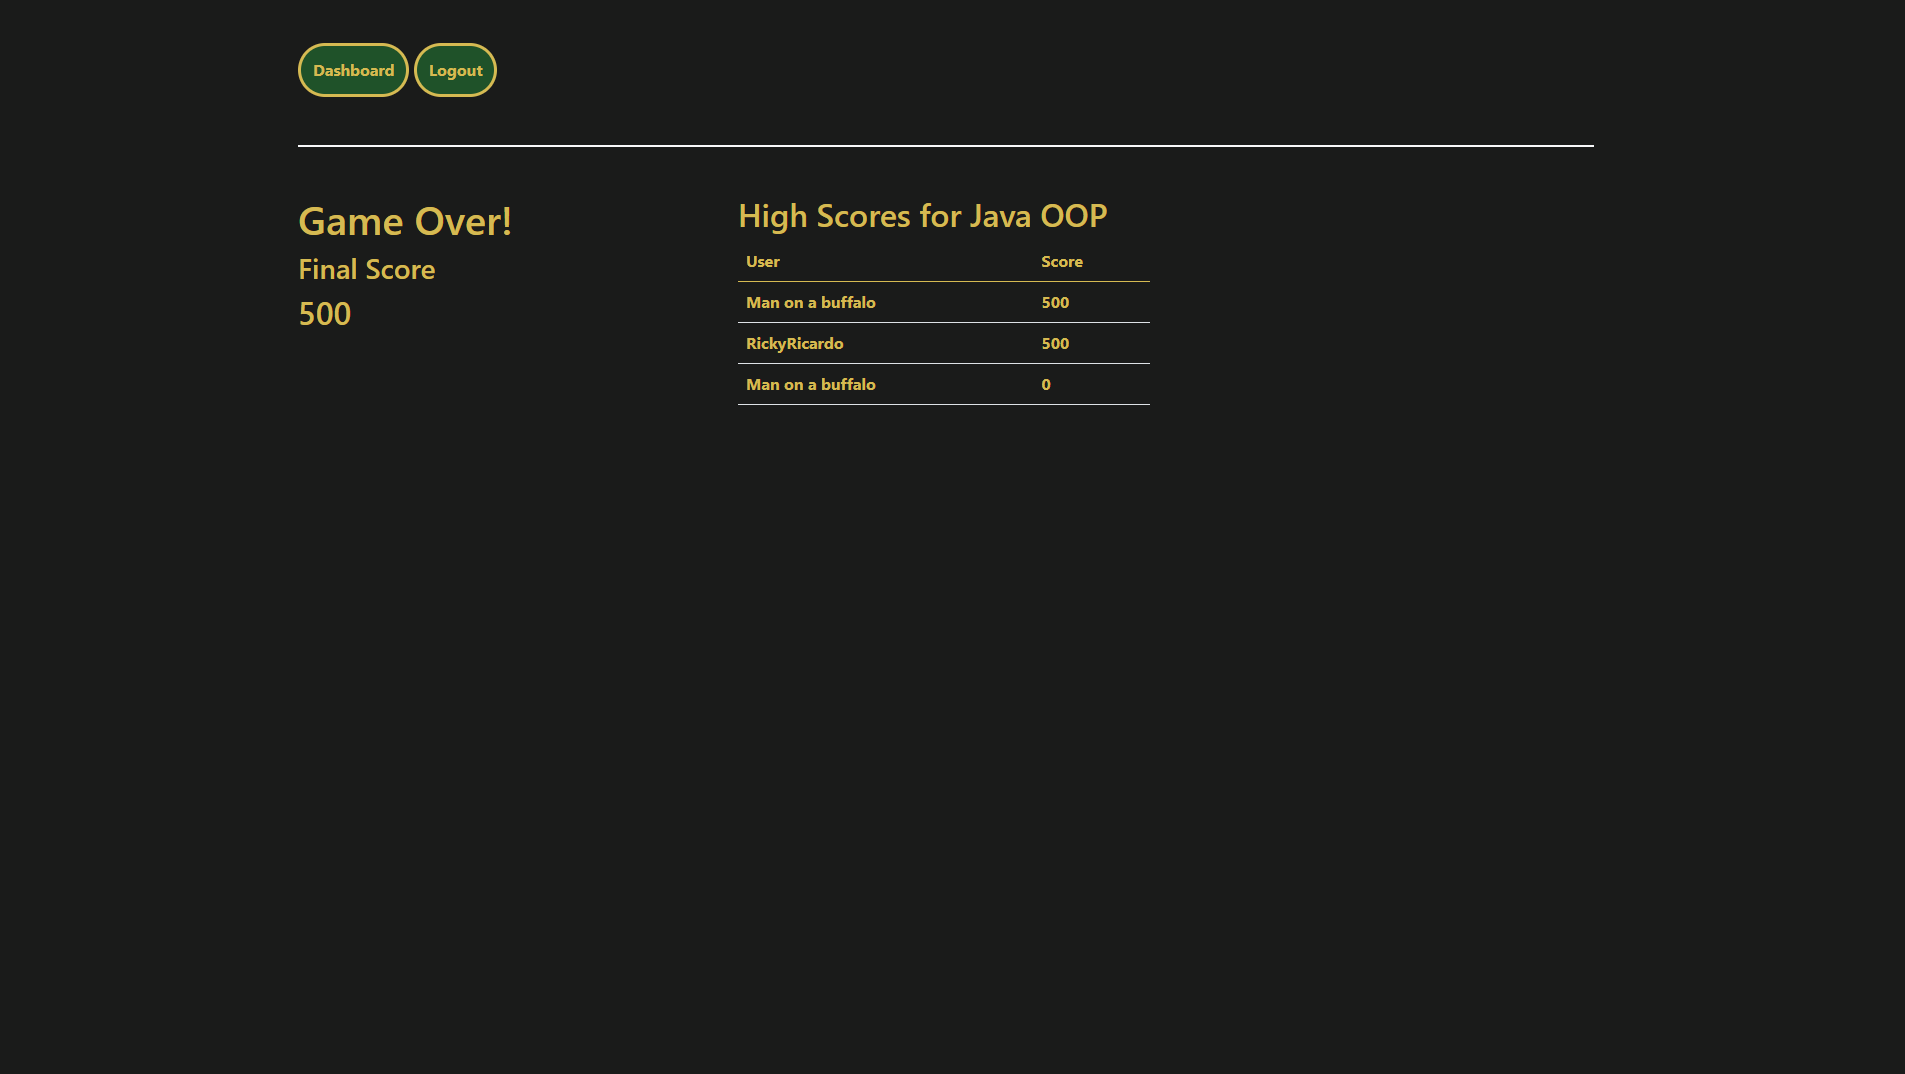 Dashboard Logout
Game Over!
Final Score
500
High Scores for Java OOP
User Score
Man on a buffalo 500
RickyRicardo 500
Man on a buffalo 0